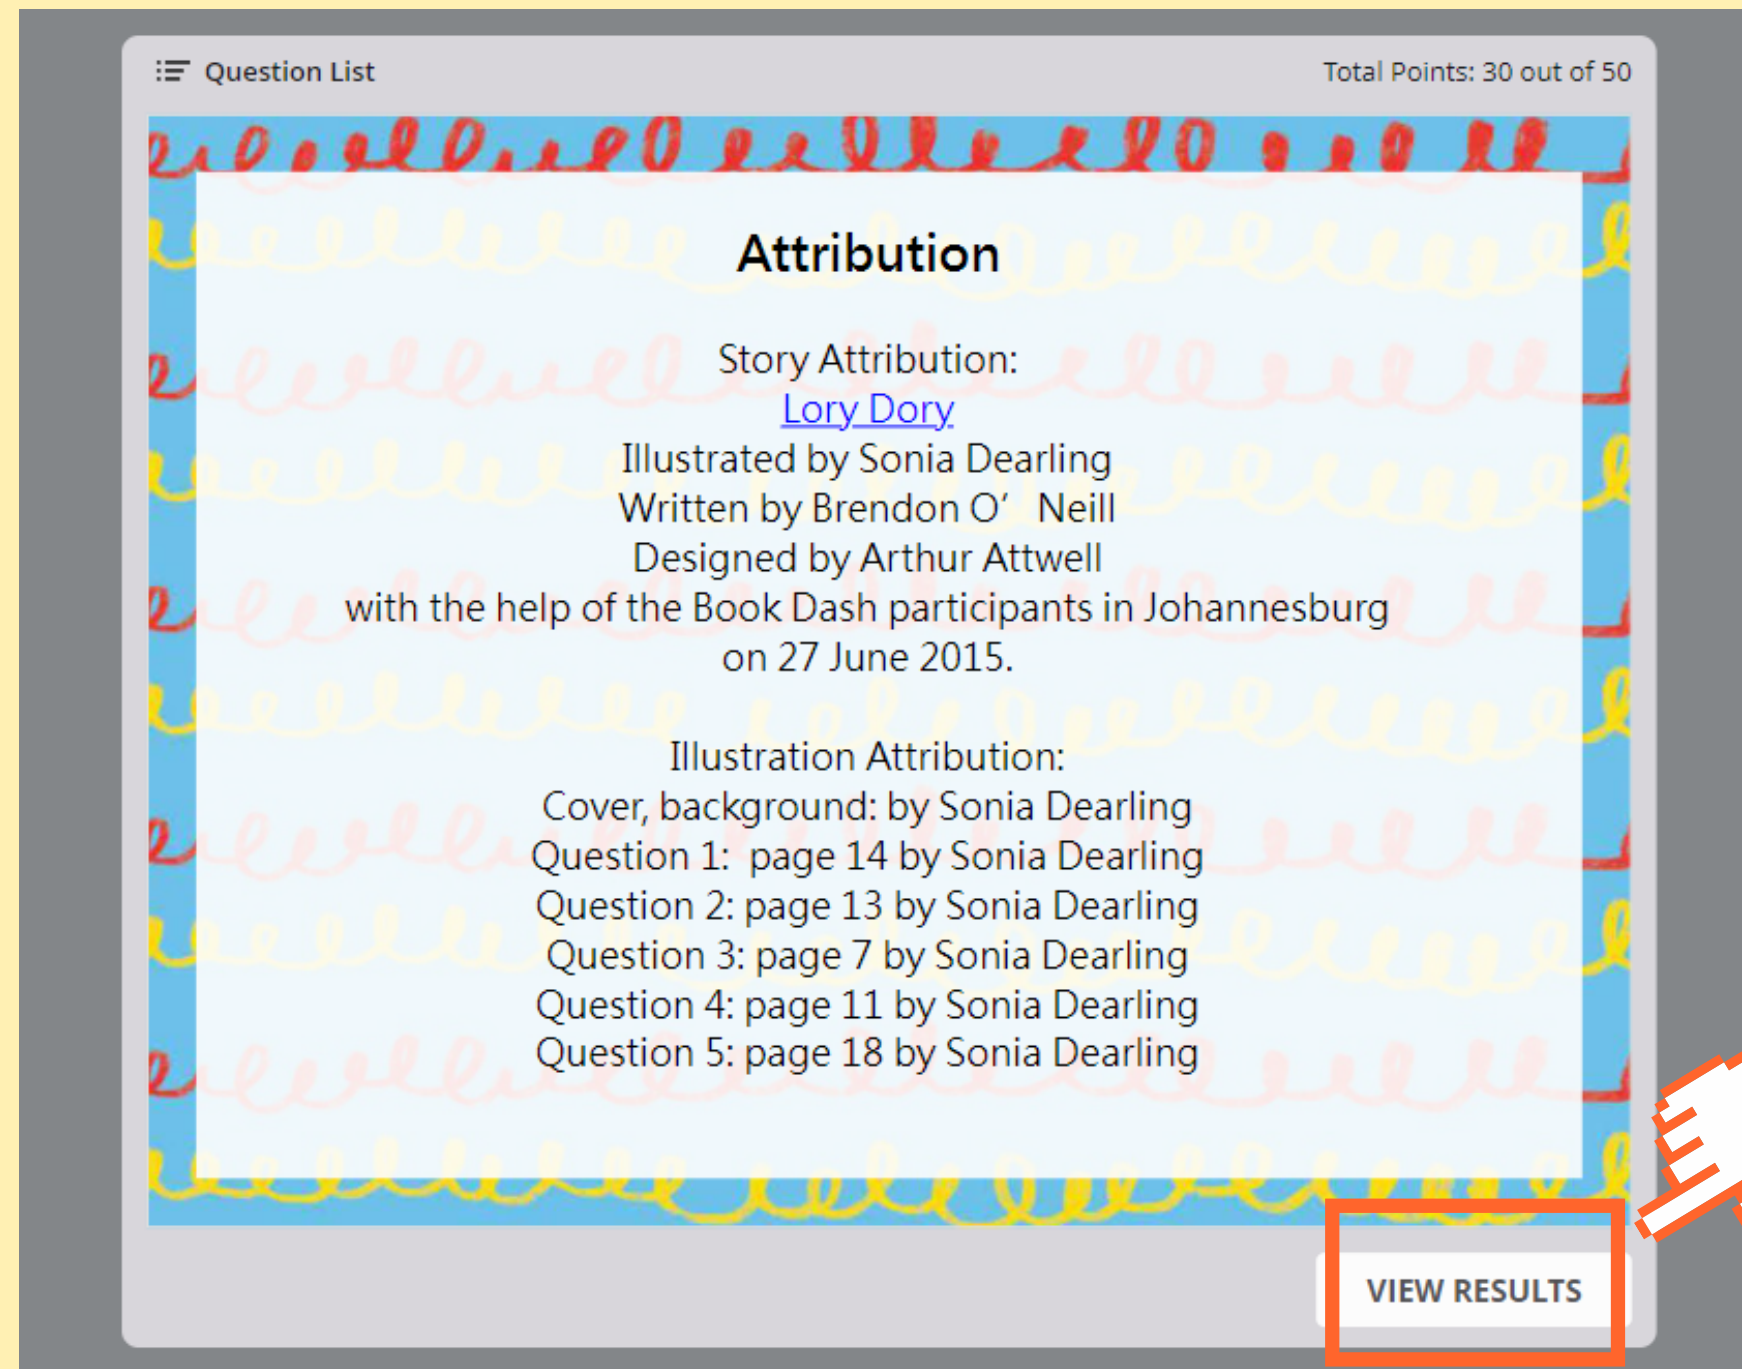 Question List
Total Points: 30 out of 50
Attribution
Story Attribution:
Lory Dory
Illustrated by Sonia Dearling
Written by Brendon O’ Neill
Designed by Arthur Attwell
with the help of the Book Dash participants in Johannesburg
on 27 June 2015.
Illustration Attribution:
Cover, background: by Sonia Dearling
Question 1:  page 14 by Sonia Dearling
Question 2: page 13 by Sonia Dearling
Question 3: page 7 by Sonia Dearling
Question 4: page 11 by Sonia Dearling
Question 5: page 18 by Sonia Dearling
VIEW RESULTS